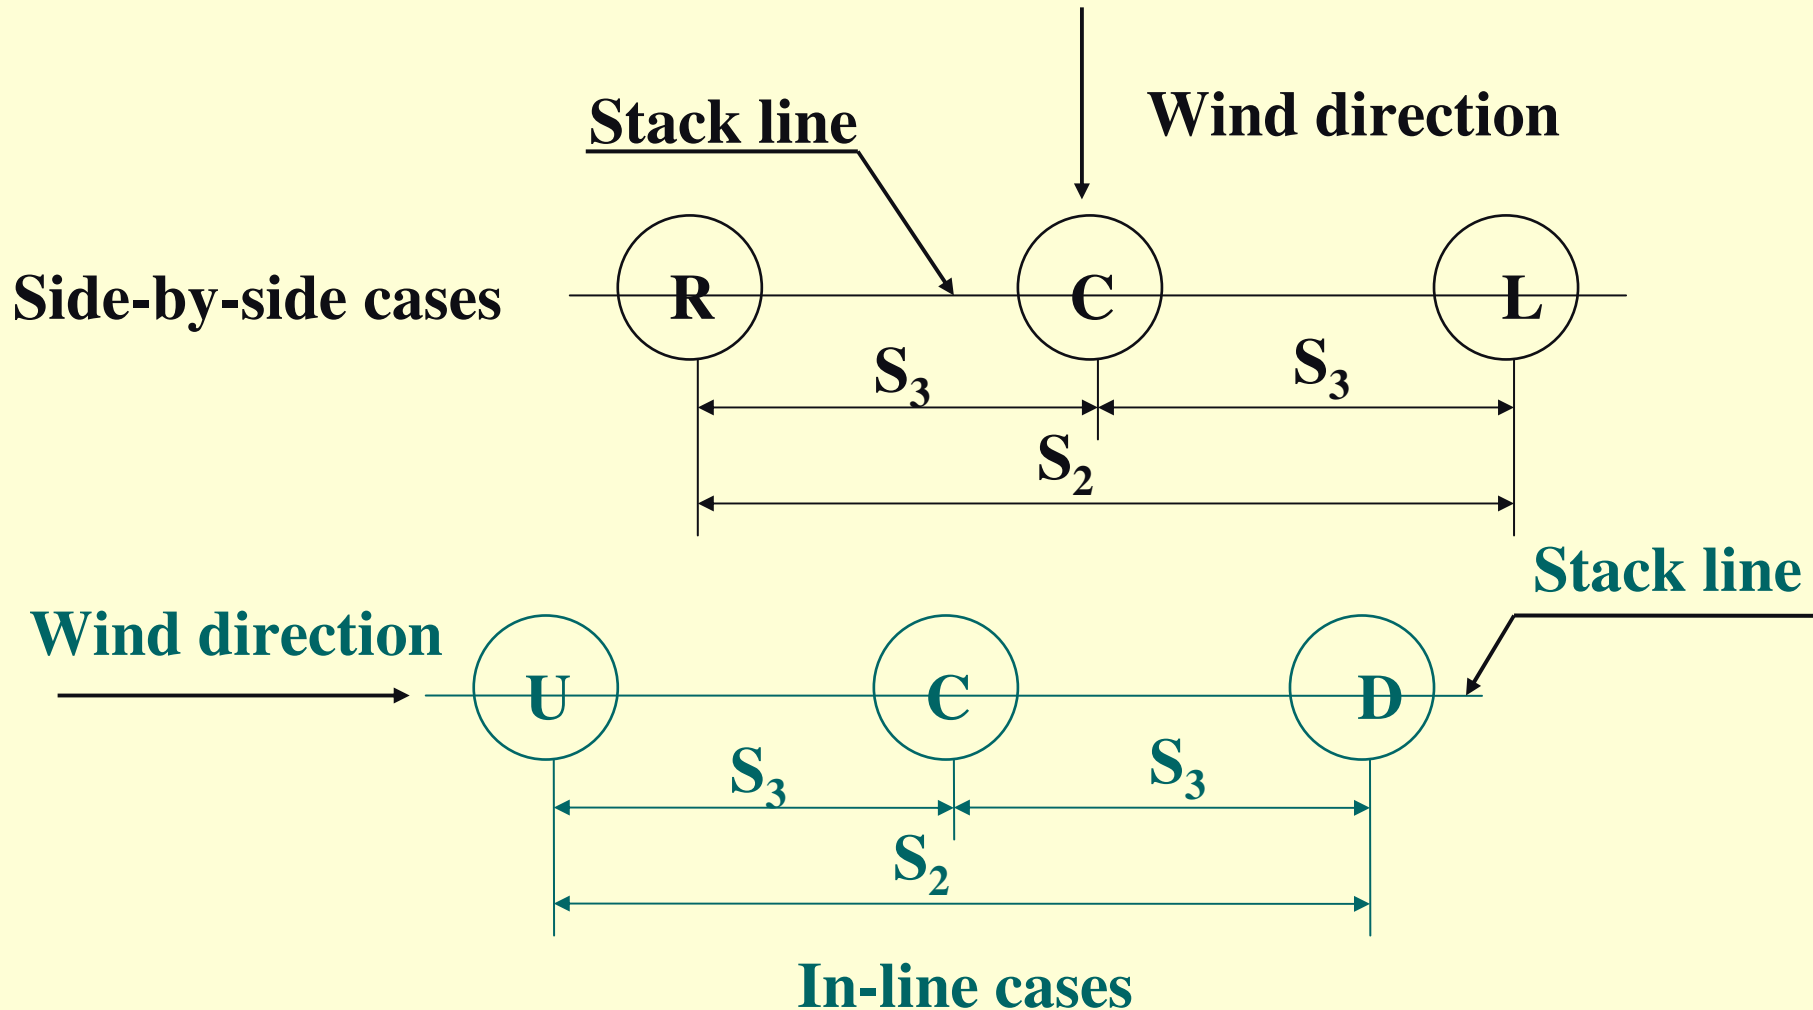 Stack line
Wind direction
Side-by-side cases
R
C
L
S3
S3
S2
Stack line
Wind direction
U
C
D
S3
S3
S2
In-line cases